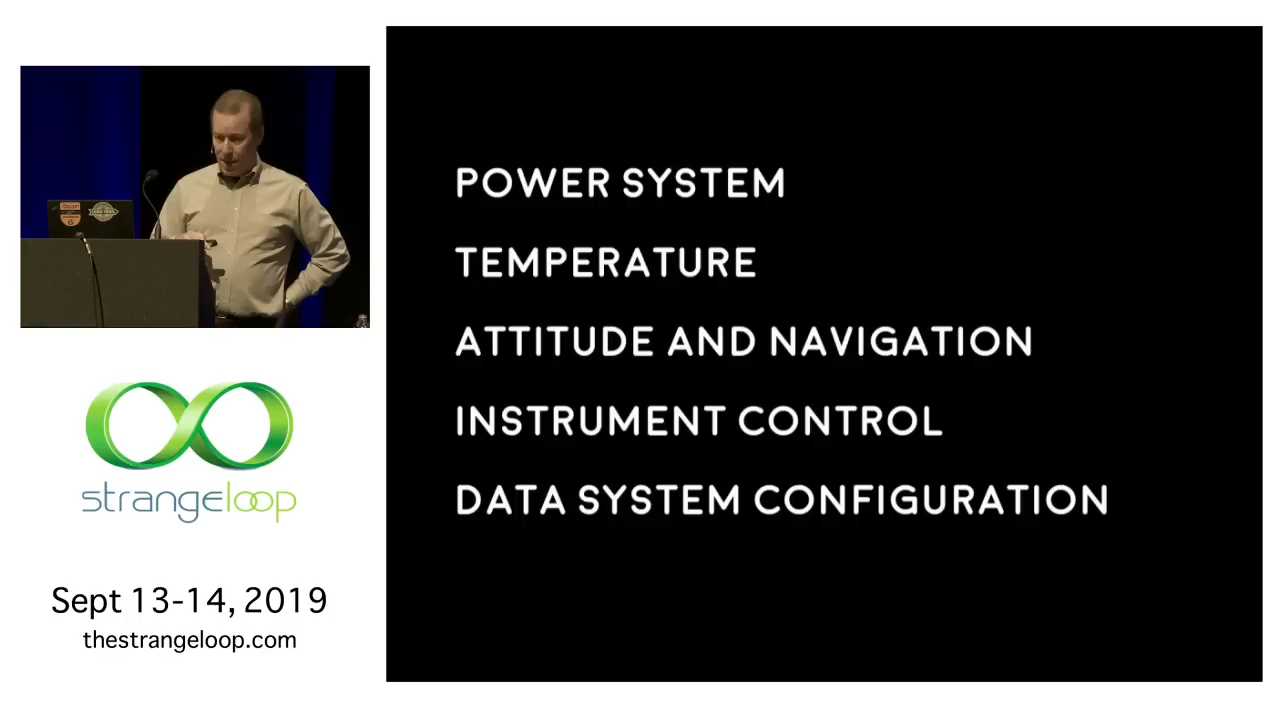 POWER SYSTEM
TEMPERATURE
ATTITUDE AND NAVIGATION
INSTRUMENT CONTROL
DATA SYSTEM CONFIGURATION
strangeloop
Sept 13-14, 2019
thestrangeloop.com